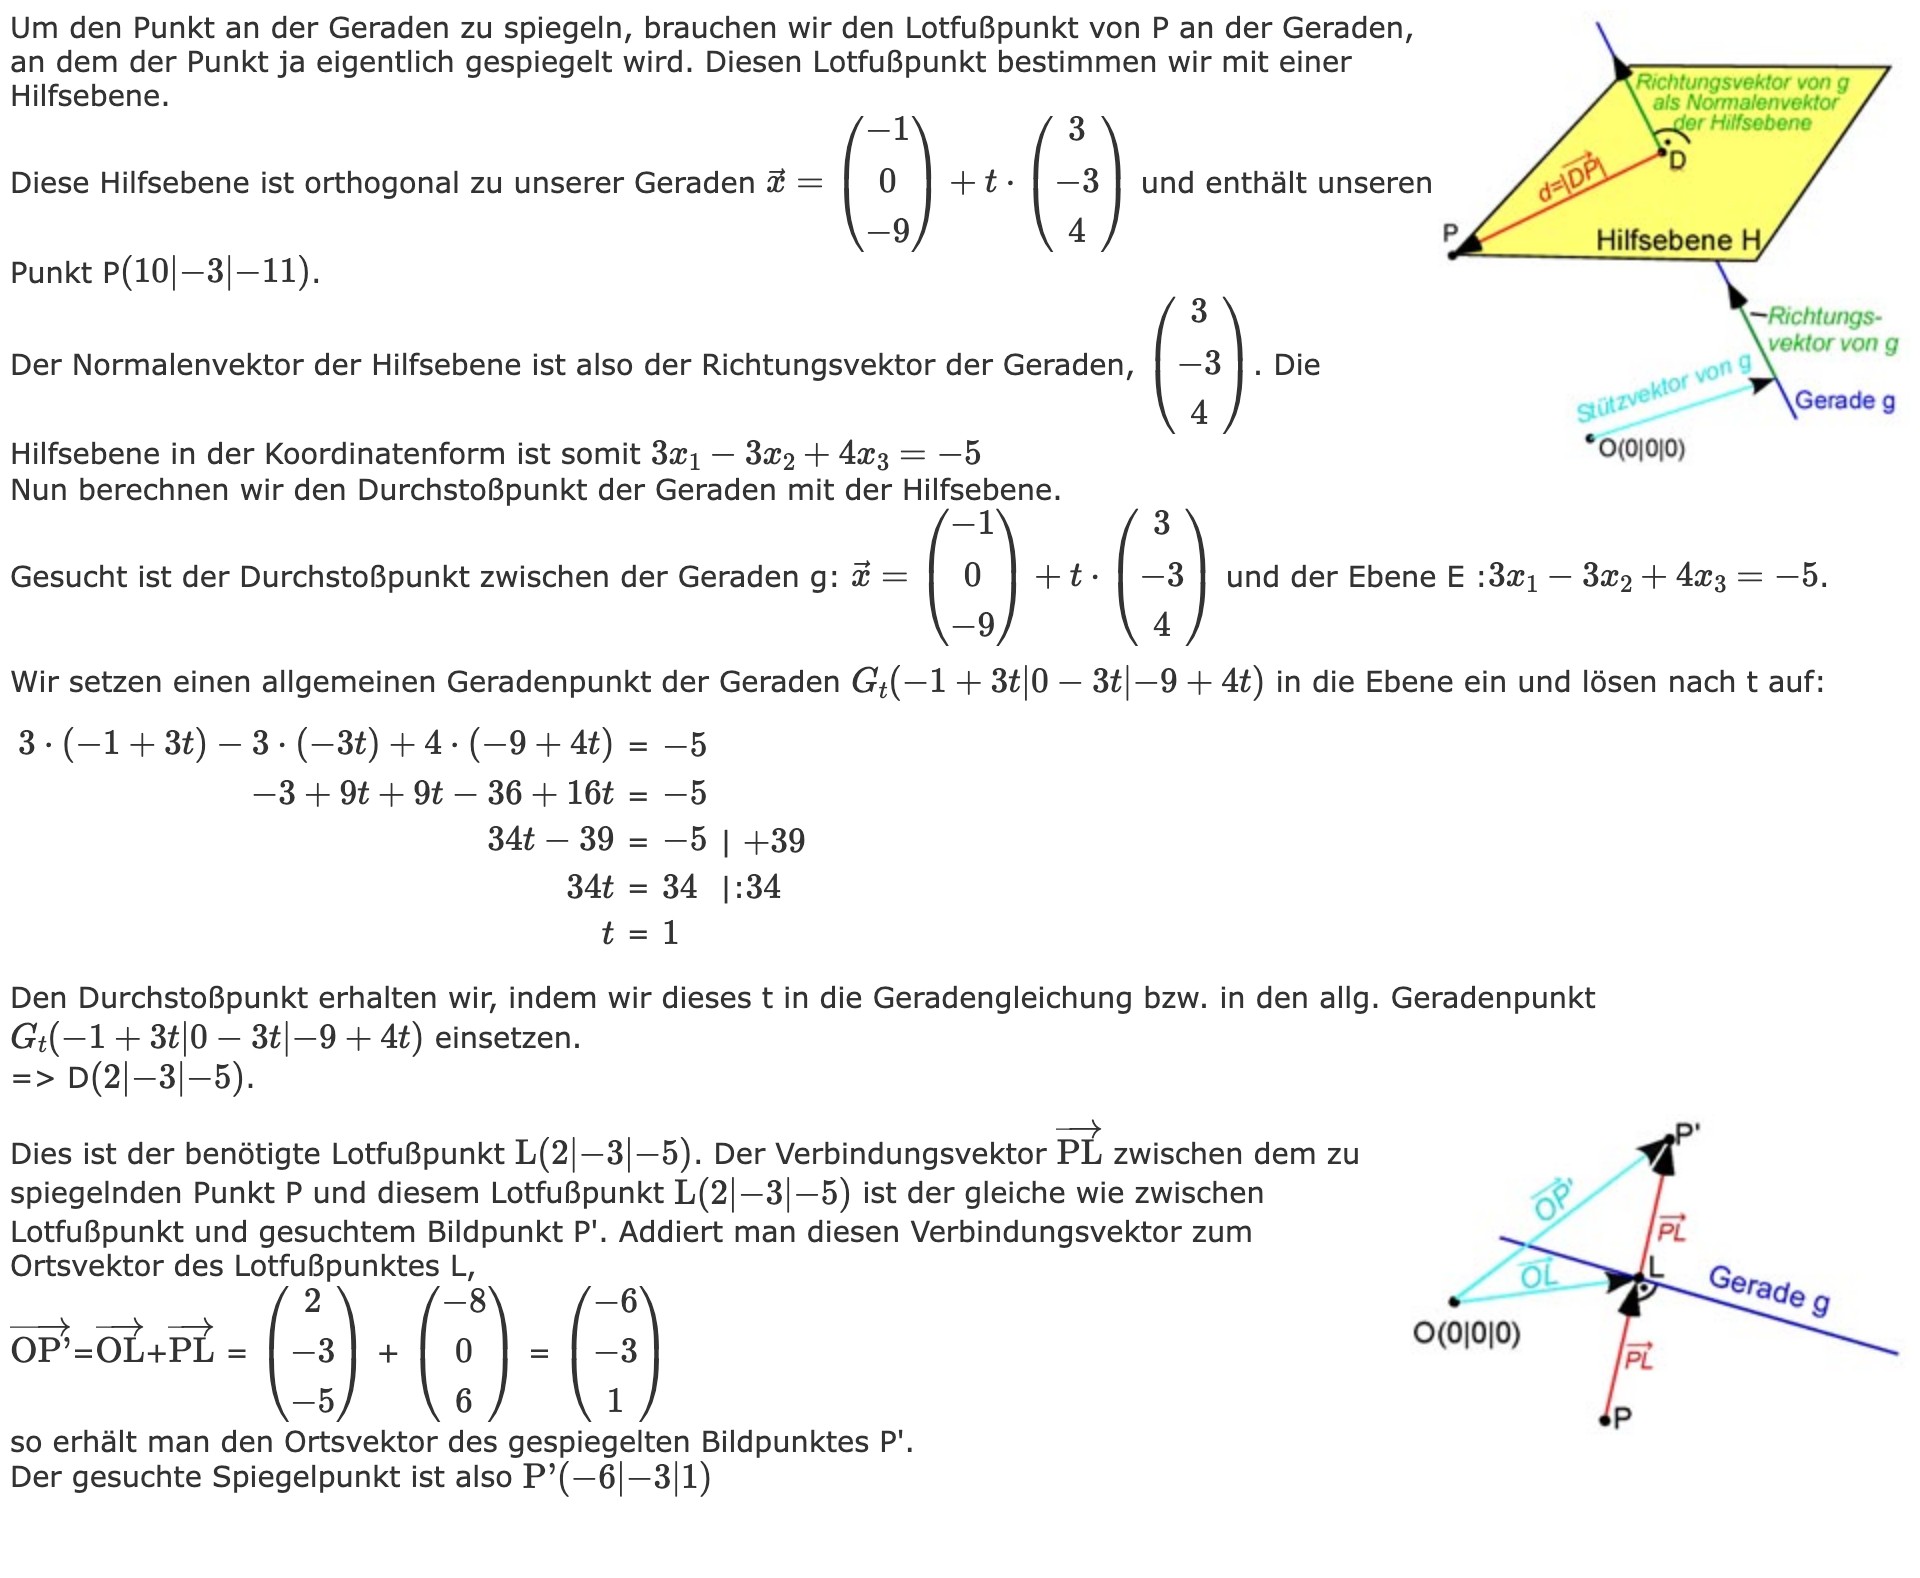 Um den Punkt an der Geraden zu spiegeln, brauchen wir den Lotfußpunkt von P an der Geraden,
an dem der Punkt ja eigentlich gespiegelt wird. Diesen Lotfußpunkt bestimmen wir mit einer
Hilfsebene.
Diese Hilfsebene ist orthogonal zu unserer Geraden $\vec{x} = \begin{pmatrix} -1 \\ 0 \\ -9 \end{pmatrix} + t \cdot \begin{pmatrix} 3 \\ -3 \\ 4 \end{pmatrix}$ und enthält unseren
Punkt P(10|−3|−11).
Der Normalenvektor der Hilfsebene ist also der Richtungsvektor der Geraden, $\begin{pmatrix} 3 \\ -3 \\ 4 \end{pmatrix}$. Die
Hilfsebene in der Koordinatenform ist somit $3x_1 - 3x_2 + 4x_3 = -5$
Nun berechnen wir den Durchstoßpunkt der Geraden mit der Hilfsebene.
Richtungsvektor von g
als Normalenvektor
der Hilfsebene
D
d=|$\overrightarrow{DP}$|
P
Hilfsebene H
Richtungs-
vektor von g
Stützvektor von g
Gerade g
O(0|0|0)
Gesucht ist der Durchstoßpunkt zwischen der Geraden g: $\vec{x} = \begin{pmatrix} -1 \\ 0 \\ -9 \end{pmatrix} + t \cdot \begin{pmatrix} 3 \\ -3 \\ 4 \end{pmatrix}$ und der Ebene E :$3x_1 - 3x_2 + 4x_3 = -5$.
Wir setzen einen allgemeinen Geradenpunkt der Geraden $G_t(-1 + 3t|0 - 3t|-9 + 4t)$ in die Ebene ein und lösen nach t auf:
$3 \cdot (-1 + 3t) - 3 \cdot (-3t) + 4 \cdot (-9 + 4t) = -5$
$-3 + 9t + 9t - 36 + 16t = -5$
$34t - 39 = -5$ | +39
$34t = 34$ |:34
$t = 1$
Den Durchstoßpunkt erhalten wir, indem wir dieses t in die Geradengleichung bzw. in den allg. Geradenpunkt
$G_t(-1 + 3t|0 - 3t|-9 + 4t)$ einsetzen.
=> D(2|−3|−5).
Dies ist der benötigte Lotfußpunkt L(2|−3|−5). Der Verbindungsvektor $\overrightarrow{PL}$ zwischen dem zu
spiegelnden Punkt P und diesem Lotfußpunkt L(2|−3|−5) ist der gleiche wie zwischen
Lotfußpunkt und gesuchtem Bildpunkt P'. Addiert man diesen Verbindungsvektor zum
Ortsvektor des Lotfußpunktes L,
$\overrightarrow{OP’}$=$\overrightarrow{OL}$+$\overrightarrow{PL}$ = $\begin{pmatrix} 2 \\ -3 \\ -5 \end{pmatrix} + \begin{pmatrix} -8 \\ 0 \\ 6 \end{pmatrix} = \begin{pmatrix} -6 \\ -3 \\ 1 \end{pmatrix}$
so erhält man den Ortsvektor des gespiegelten Bildpunktes P'.
Der gesuchte Spiegelpunkt ist also P’(−6|−3|1)
P'
$\overrightarrow{OP'}$
$\overrightarrow{PL}$
L
$\overrightarrow{OL}$
Gerade g
O(0|0|0)
$\overrightarrow{PL}$
P